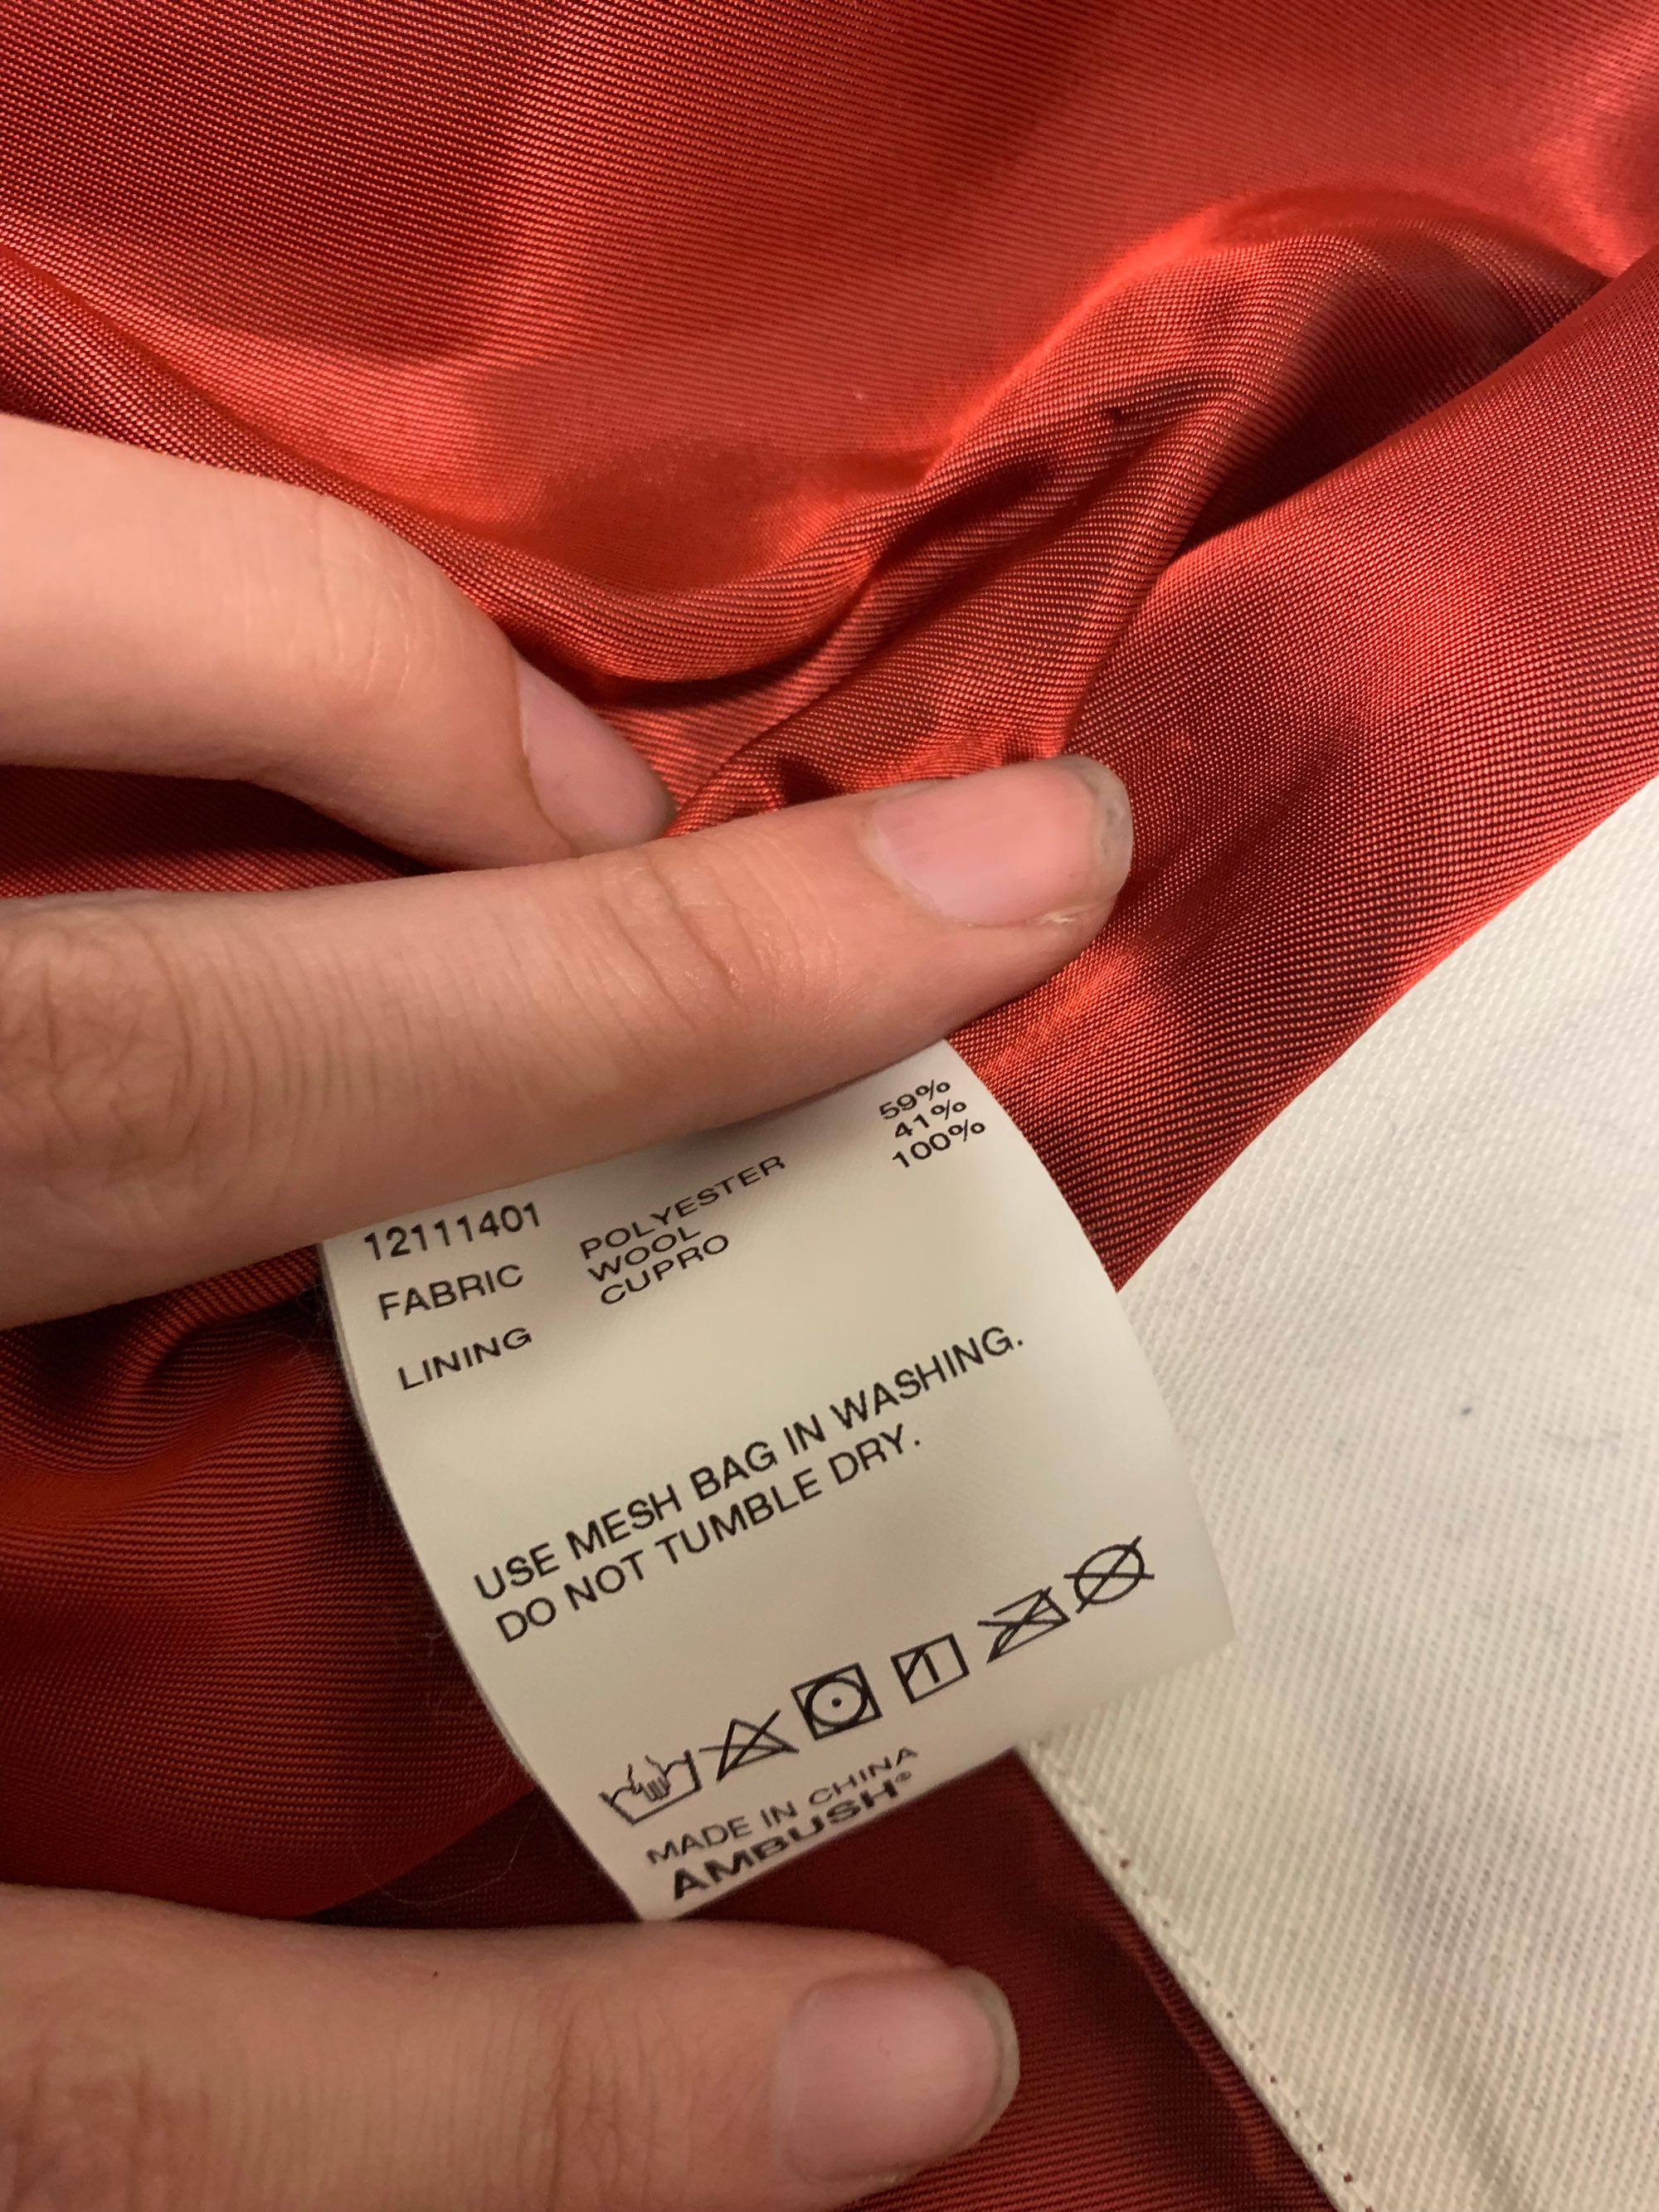 12111401
FABRIC POLYESTER 59%
WOOL 41%
LINING CUPRO 100%
USE MESH BAG IN WASHING.
DO NOT TUMBLE DRY.
MADE IN CHINA
AMBUSH®